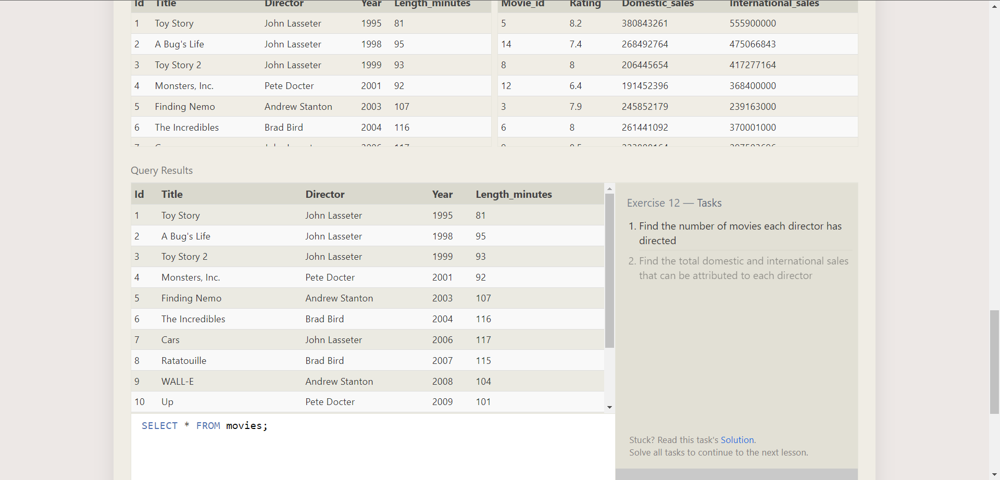 Id Title Director Year Length_minutes
1 Toy Story John Lasseter 1995 81
2 A Bug's Life John Lasseter 1998 95
3 Toy Story 2 John Lasseter 1999 93
4 Monsters, Inc. Pete Docter 2001 92
5 Finding Nemo Andrew Stanton 2003 107
6 The Incredibles Brad Bird 2004 116
Movie_id Rating Domestic_sales International_sales
5 8.2 380843261 555900000
14 7.4 268492764 475066843
8 8 206445654 417277164
12 6.4 191452396 368400000
3 7.9 245852179 239163000
6 8 261441092 370001000
Query Results
Id Title Director Year Length_minutes
1 Toy Story John Lasseter 1995 81
2 A Bug's Life John Lasseter 1998 95
3 Toy Story 2 John Lasseter 1999 93
4 Monsters, Inc. Pete Docter 2001 92
5 Finding Nemo Andrew Stanton 2003 107
6 The Incredibles Brad Bird 2004 116
7 Cars John Lasseter 2006 117
8 Ratatouille Brad Bird 2007 115
9 WALL-E Andrew Stanton 2008 104
10 Up Pete Docter 2009 101
SELECT * FROM movies;
Exercise 12 — Tasks
1. Find the number of movies each director has
directed
2. Find the total domestic and international sales
that can be attributed to each director
Stuck? Read this task's Solution.
Solve all tasks to continue to the next lesson.